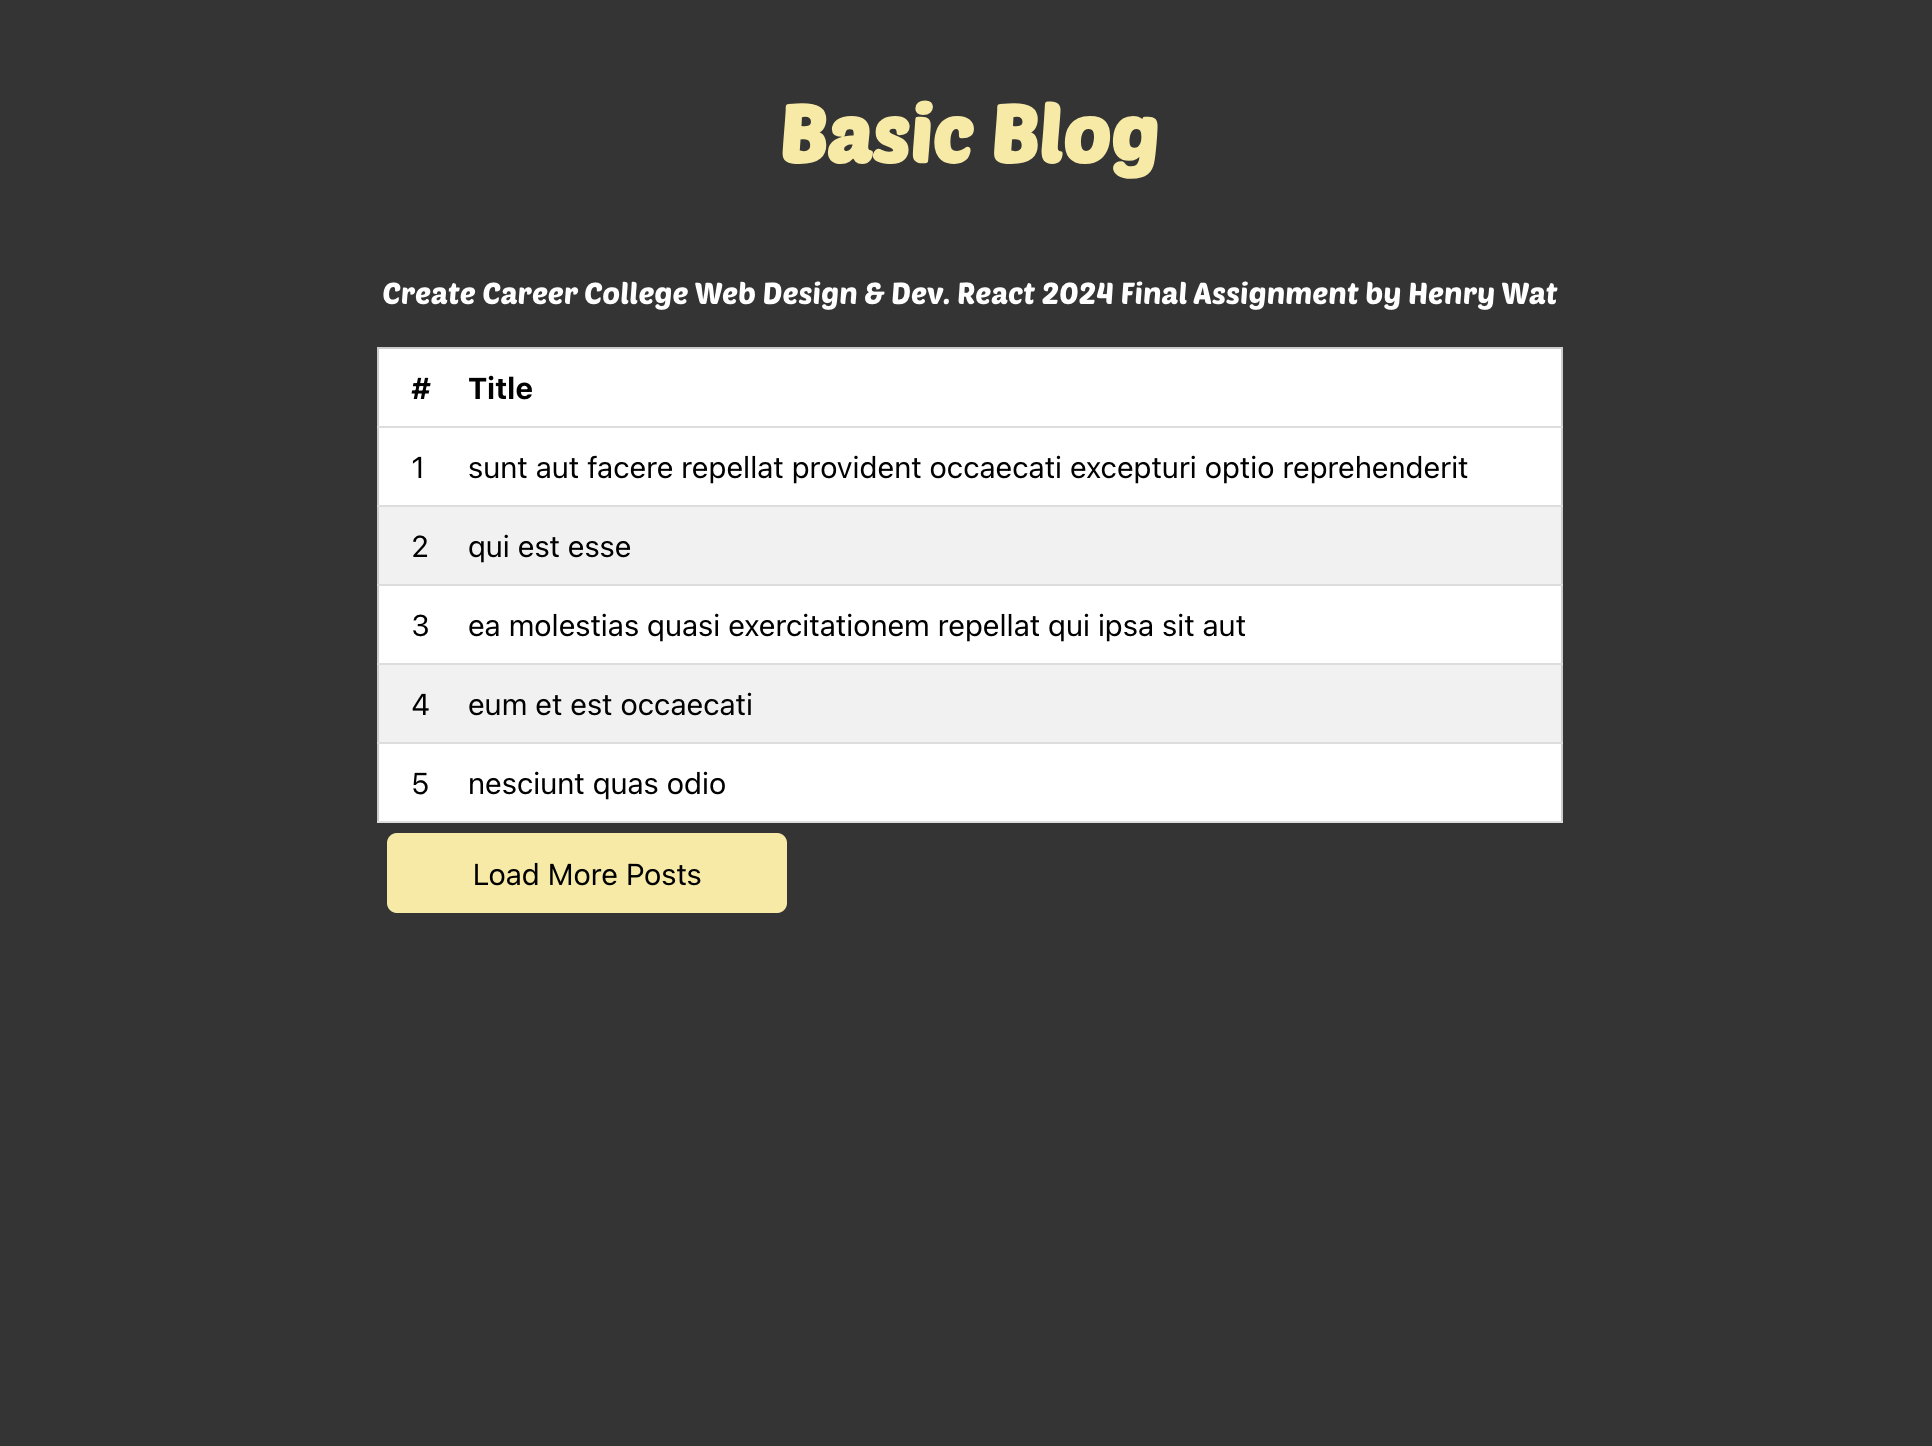 Basic Blog
Create Career College Web Design & Dev. React 2024 Final Assignment by Henry Wat
# Title
1 sunt aut facere repellat provident occaecati excepturi optio reprehenderit
2 qui est esse
3 ea molestias quasi exercitationem repellat qui ipsa sit aut
4 eum et est occaecati
5 nesciunt quas odio
Load More Posts